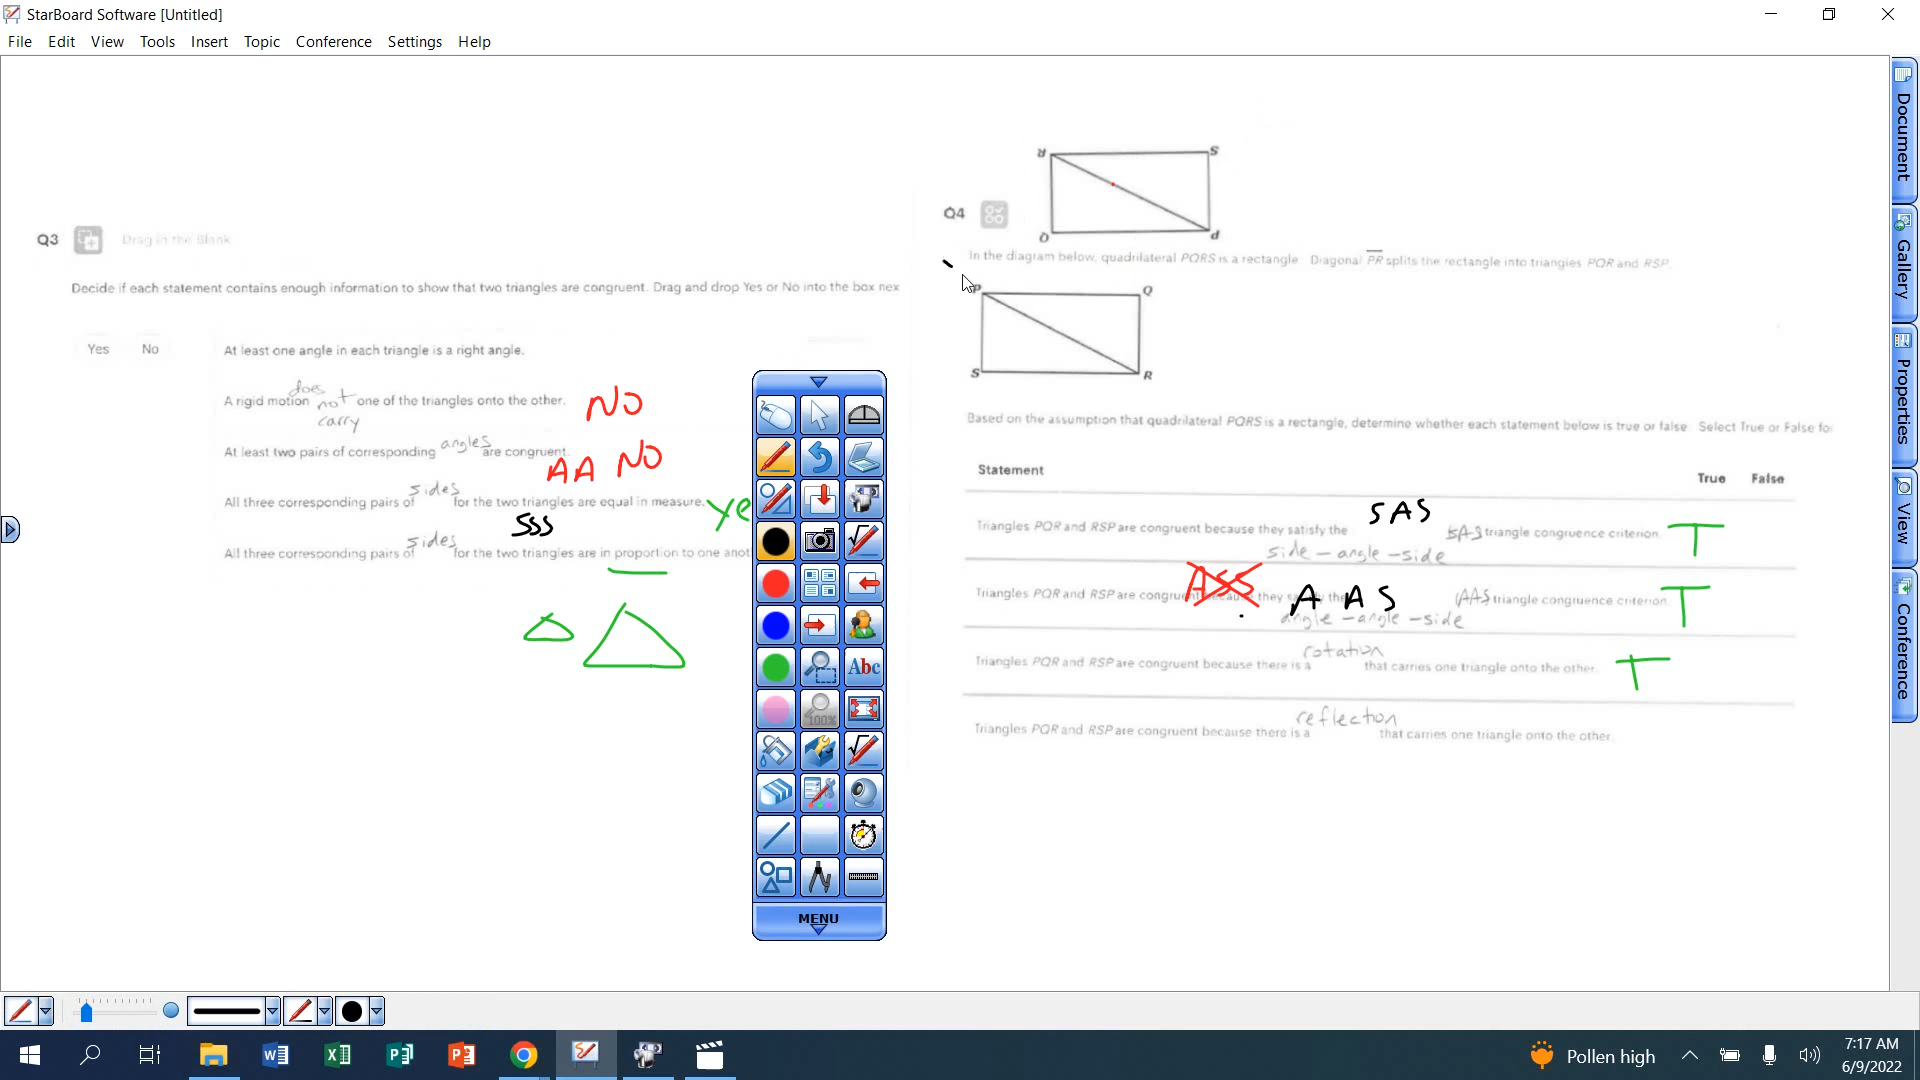 StarBoard Software [Untitled]
File Edit View Tools Insert Topic Conference Settings Help
Q3 Drag in the Blank
Decide if each statement contains enough information to show that two triangles are congruent. Drag and drop Yes or No into the box nex
Yes No
At least one angle in each triangle is a right angle.
does
A rigid motion not one of the triangles onto the other. NO
carry
At least two pairs of corresponding angles are congruent.
AA NO
All three corresponding pairs of sides for the two triangles are equal in measure. Ye
SSS
All three corresponding pairs of sides for the two triangles are in proportion to one anot
R S
Q P
Q4
In the diagram below, quadrilateral PQRS is a rectangle. Diagonal PR splits the rectangle into triangles PQR and RSP.
P Q
S R
Based on the assumption that quadrilateral PQRS is a rectangle, determine whether each statement below is true or false. Select True or False fo
Statement True False
SAS
Triangles PQR and RSP are congruent because they satisfy the SAS triangle congruence criterion. T
side - angle - side
ASS
Triangles PQR and RSP are congruent because they satisfy the AAS AAS triangle congruence criterion. T
angle - angle - side
rotation
Triangles PQR and RSP are congruent because there is a that carries one triangle onto the other. T
reflection
Triangles PQR and RSP are congruent because there is a that carries one triangle onto the other.
Abc
100%
MENU
Document
Gallery
Properties
View
Conference
Pollen high
7:17 AM
6/9/2022